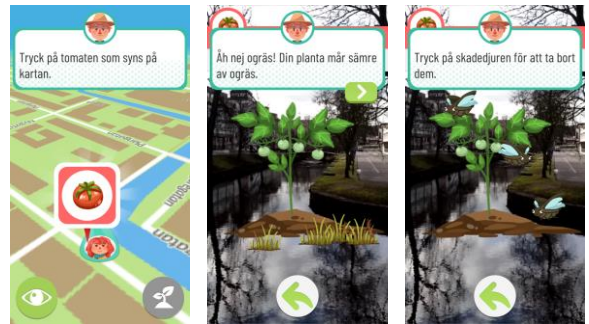 Tryck på tomaten som syns på
kartan.
Åh nej ogräs! Din planta mår sämre
av ogräs.
Tryck på skadedjuren för att ta bort
dem.